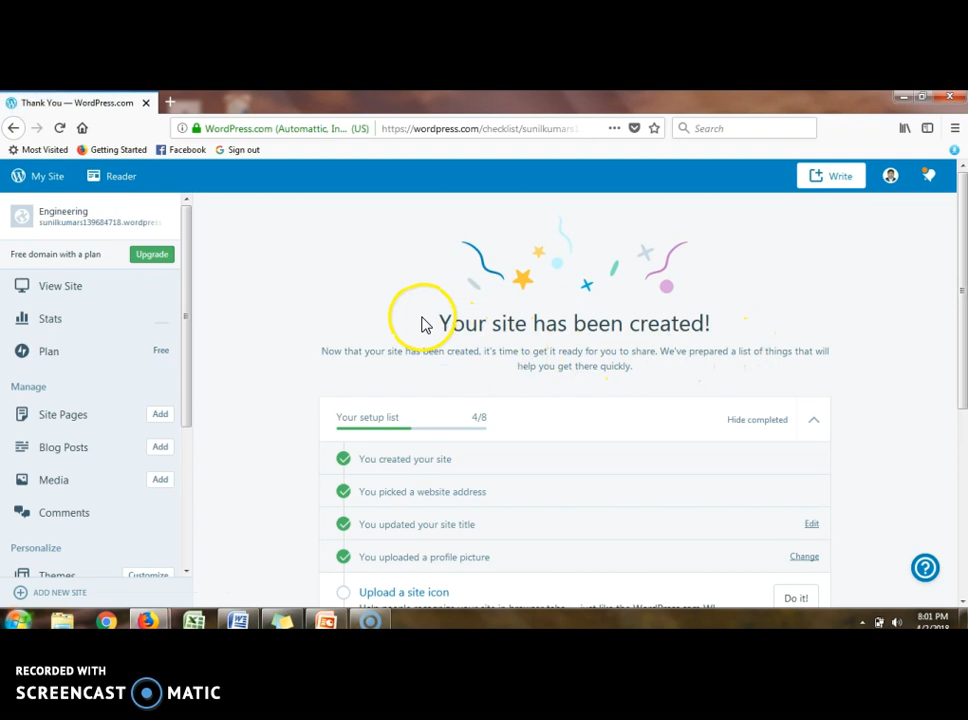 Thank You — WordPress.com
WordPress.com (Automattic, In... (US)
https://wordpress.com/checklist/sunilkumars1
Search
Most Visited
Getting Started
Facebook
Sign out
My Site
Reader
Write
Engineering
sunilkumars139684718.wordpress
Free domain with a plan
Upgrade
View Site
Stats
Plan
Free
Manage
Site Pages
Add
Blog Posts
Add
Media
Add
Comments
Personalize
Themes
Customize
ADD NEW SITE
Your site has been created!
Now that your site has been created, it's time to get it ready for you to share. We've prepared a list of things that will
help you get there quickly.
Your setup list
4/8
Hide completed
You created your site
You picked a website address
You updated your site title
Edit
You uploaded a profile picture
Change
Upload a site icon
Do it!
8:01 PM
4/2/2018
RECORDED WITH
SCREENCAST MATIC